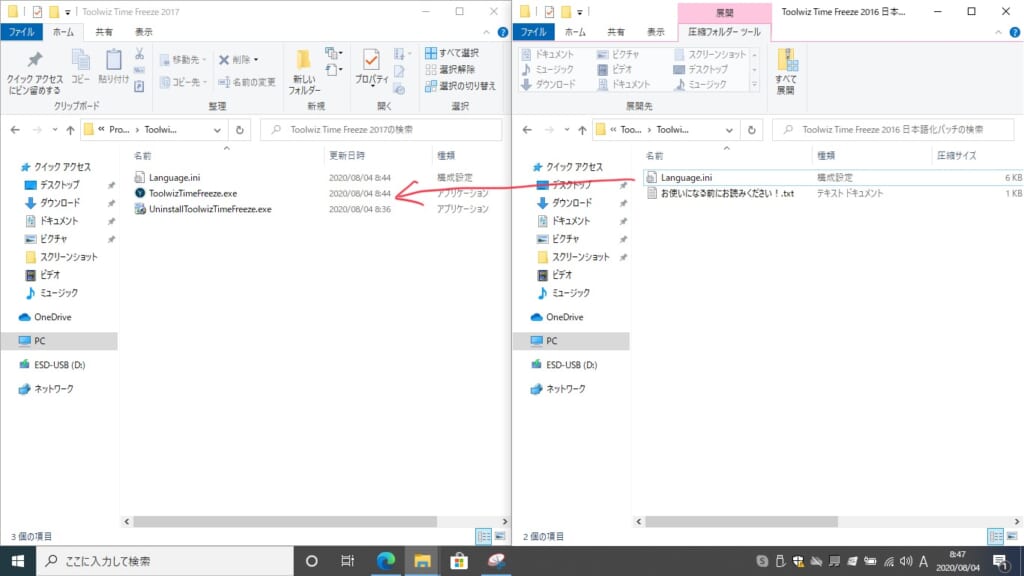 Toolwiz Time Freeze 2017
ファイル ホーム 共有 表示
クイック アクセス
にピン留めする
コピー
貼り付け
移動先
コピー先
削除
名前の変更
新しい
フォルダー
プロパティ
すべて選択
選択解除
選択の切り替え
クリップボード 整理 新規 開く 選択
« Pro... › Toolwi...
Toolwiz Time Freeze 2017の検索
名前 更新日時 種類
Language.ini 2020/08/04 8:44 構成設定
ToolwizTimeFreeze.exe 2020/08/04 8:44 アプリケーション
UninstallToolwizTimeFreeze.exe 2020/08/04 8:36 アプリケーション
クイック アクセス
デスクトップ
ダウンロード
ドキュメント
ピクチャ
スクリーンショット
ビデオ
ミュージック
OneDrive
PC
ESD-USB (D:)
ネットワーク
3 個の項目
展開
Toolwiz Time Freeze 2016 日本...
ファイル ホーム 共有 表示 圧縮フォルダー ツール
ドキュメント ピクチャ スクリーンショット
ミュージック ビデオ デスクトップ
ダウンロード ドキュメント ミュージック
すべて
展開
展開先
« Too... › Toolwi...
Toolwiz Time Freeze 2016 日本語化パッチの検索
名前 種類 圧縮サイズ
Language.ini 構成設定 6 KB
お使いになる前にお読みください！.txt テキスト ドキュメント 1 KB
クイック アクセス
デスクトップ
ダウンロード
ドキュメント
ピクチャ
スクリーンショット
ビデオ
ミュージック
OneDrive
PC
ESD-USB (D:)
ネットワーク
2 個の項目
ここに入力して検索
A
8:47
2020/08/04
1